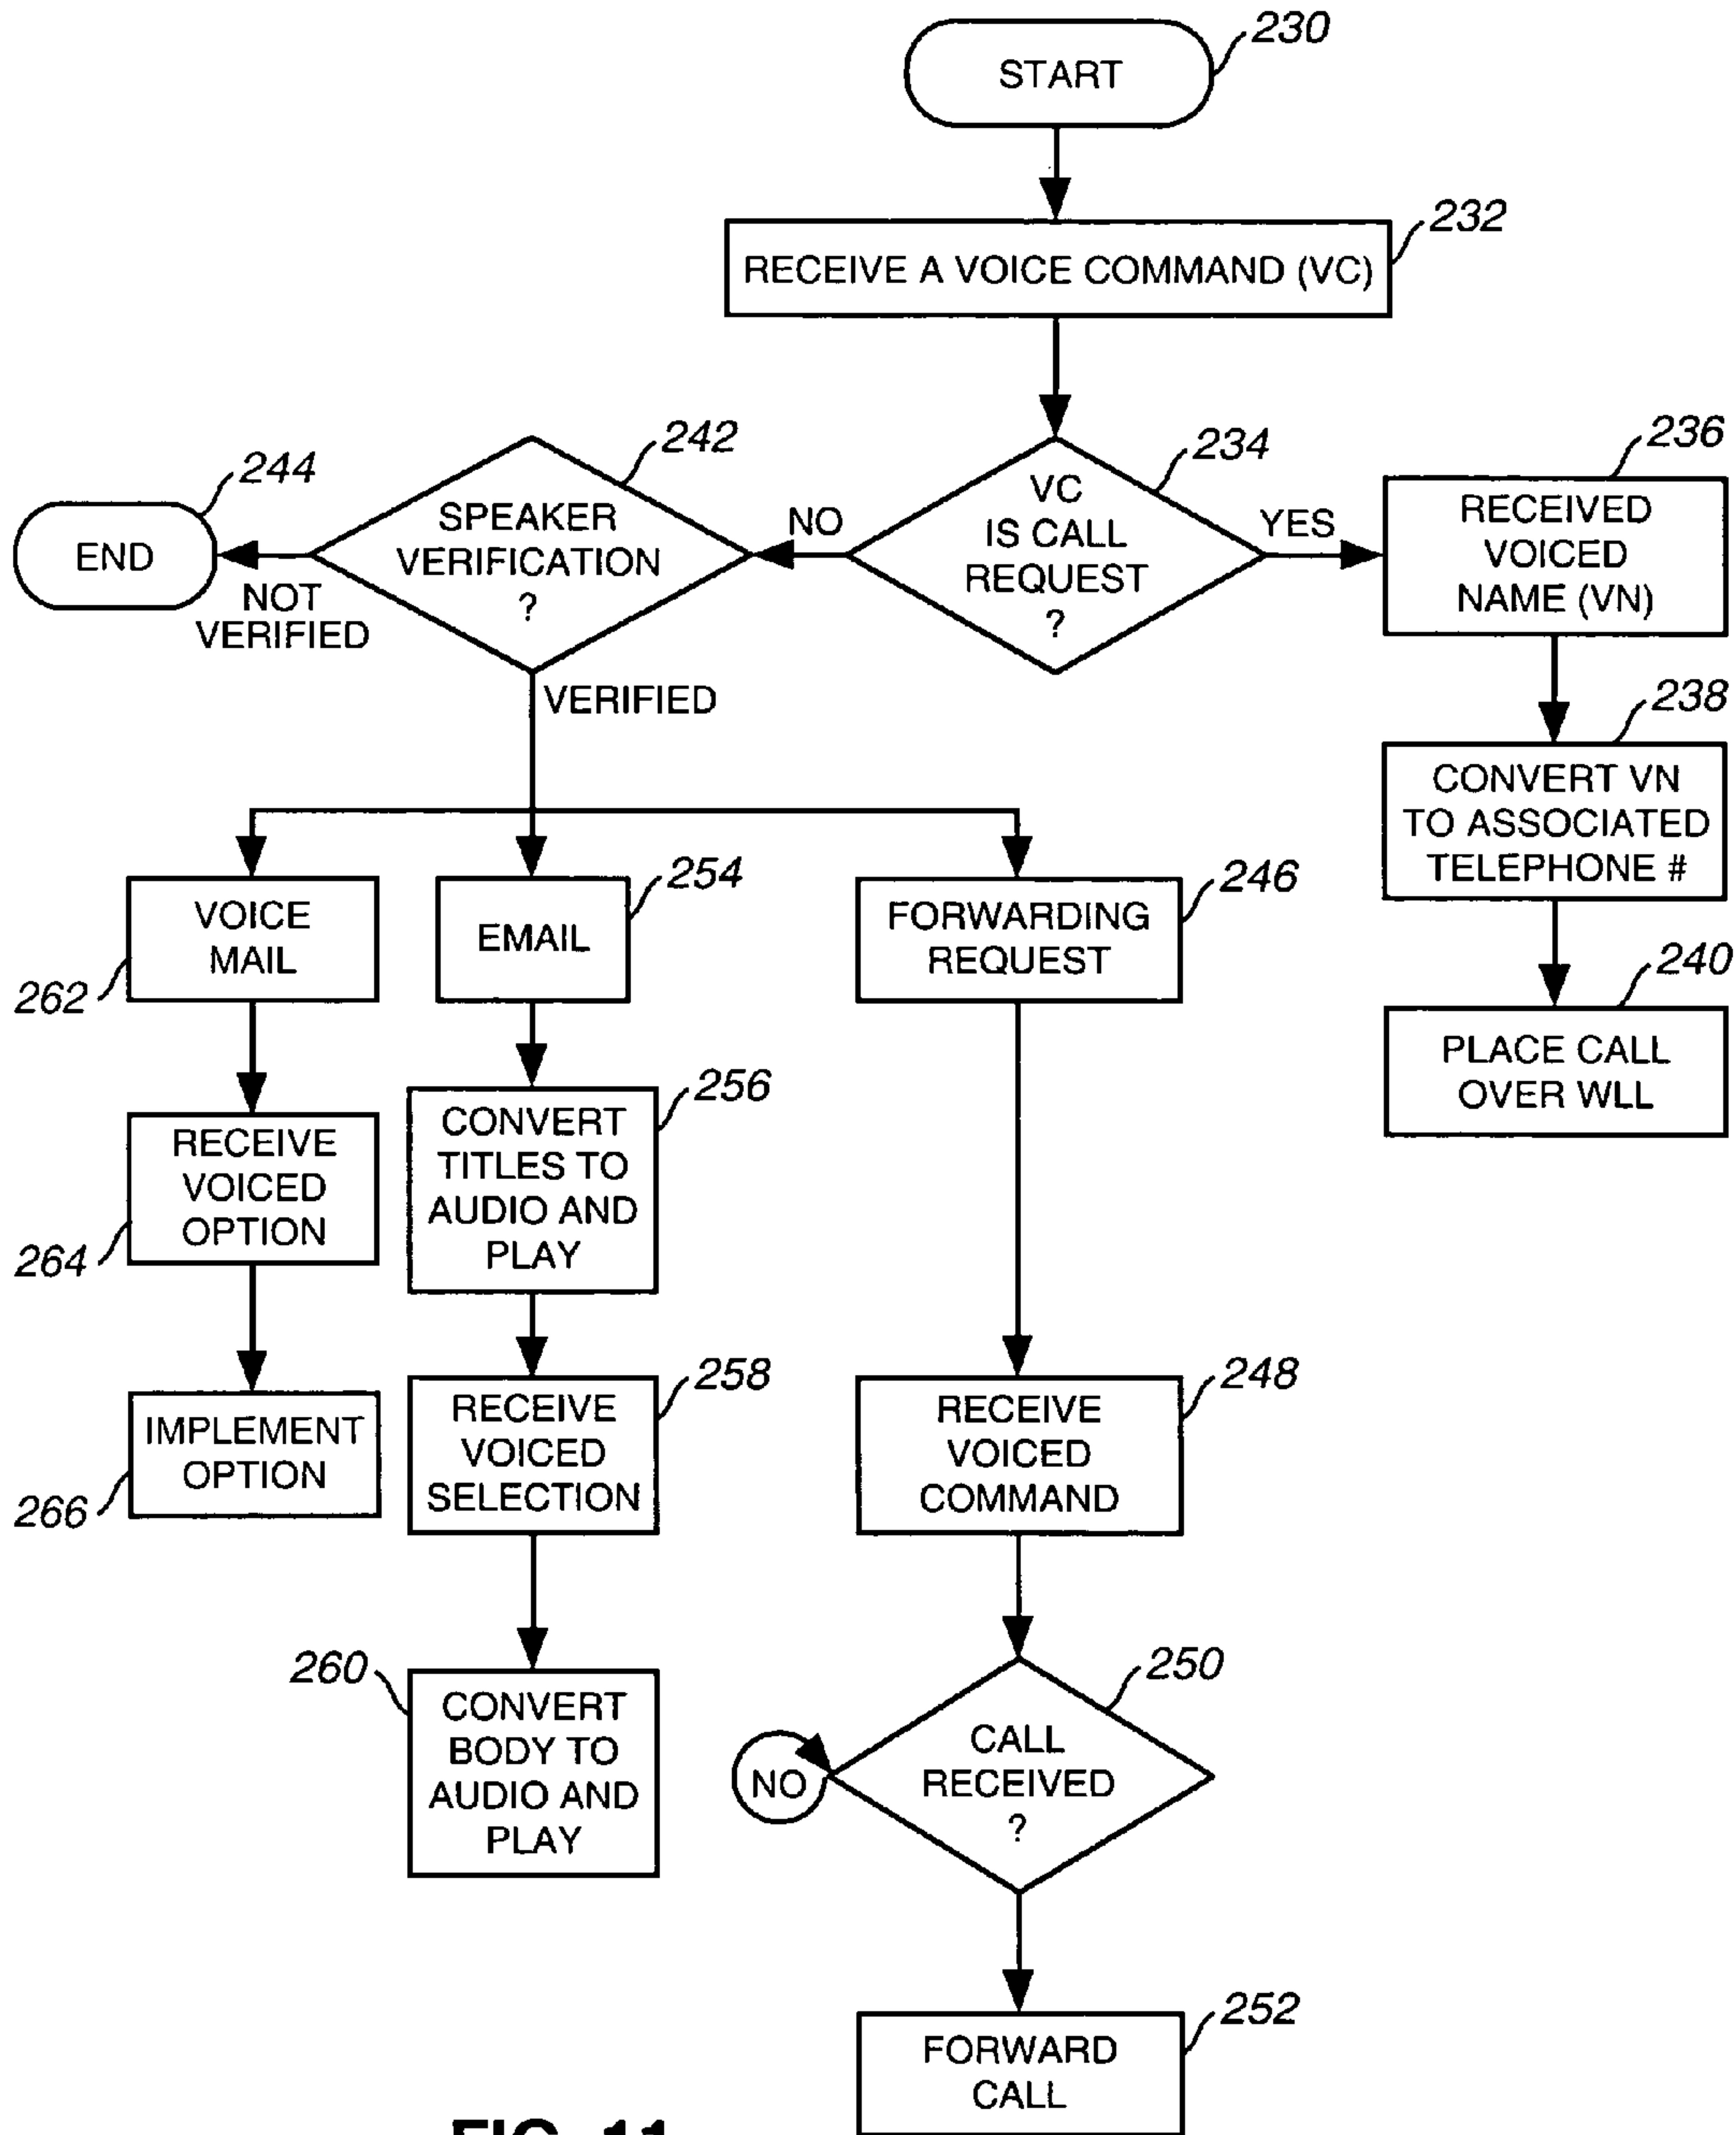 START
230
RECEIVE A VOICE COMMAND (VC)
232
VC
IS CALL
REQUEST
?
234
YES
NO
RECEIVED
VOICED
NAME (VN)
236
CONVERT VN
TO ASSOCIATED
TELEPHONE #
238
PLACE CALL
OVER WLL
240
SPEAKER
VERIFICATION
?
242
NOT
VERIFIED
END
244
VERIFIED
VOICE
MAIL
262
RECEIVE
VOICED
OPTION
264
IMPLEMENT
OPTION
266
EMAIL
254
CONVERT
TITLES TO
AUDIO AND
PLAY
256
RECEIVE
VOICED
SELECTION
258
CONVERT
BODY TO
AUDIO AND
PLAY
260
FORWARDING
REQUEST
246
RECEIVE
VOICED
COMMAND
248
CALL
RECEIVED
?
250
NO
FORWARD
CALL
252
FIG. 11